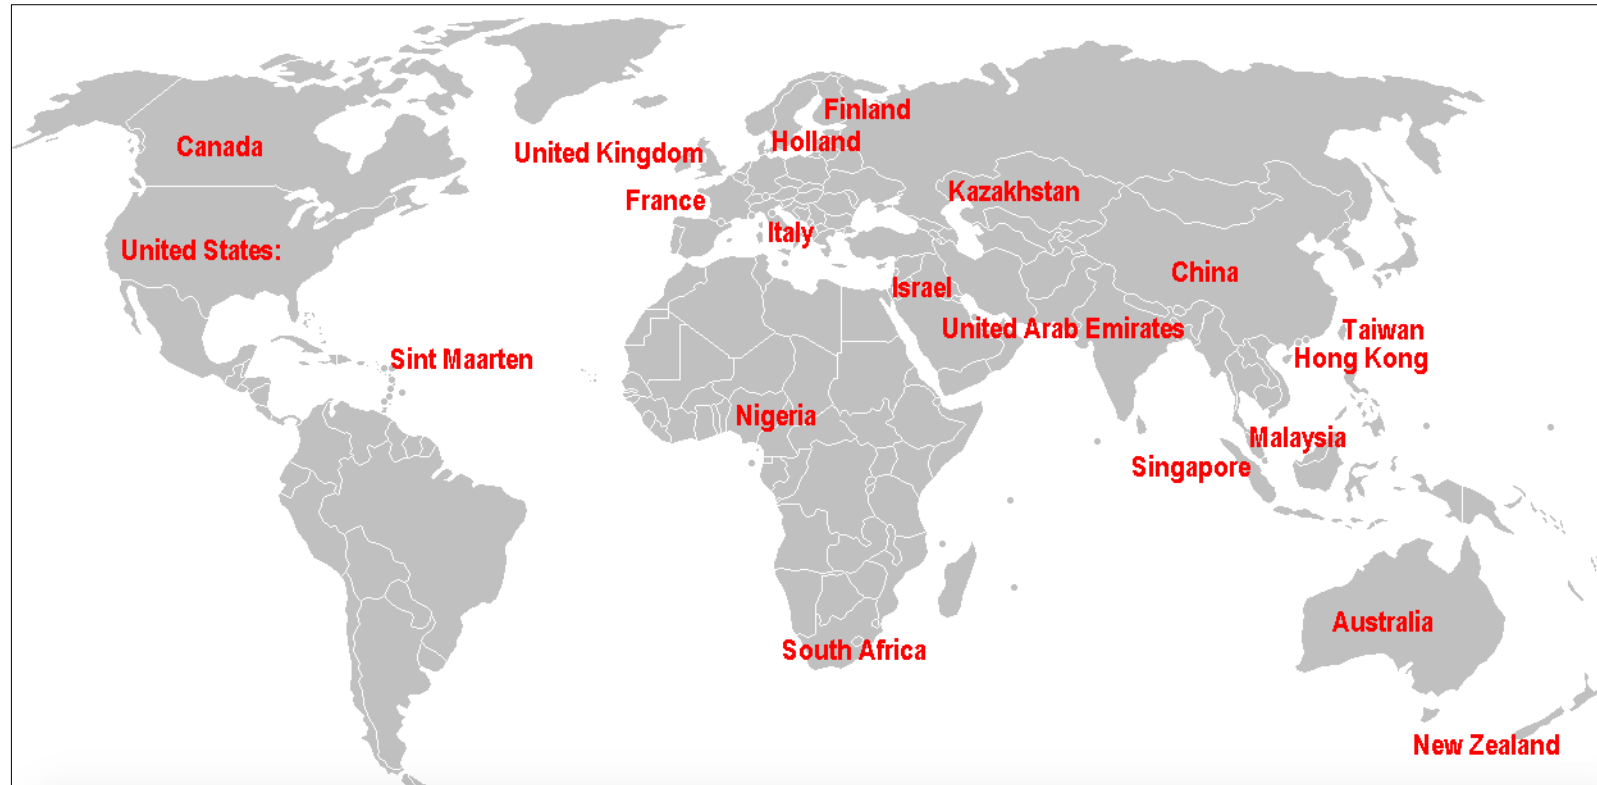 Finland
Holland
Canada
United Kingdom
Kazakhstan
France
Italy
United States:
China
Israel
United Arab Emirates
Taiwan
Hong Kong
Sint Maarten
Nigeria
Malaysia
Singapore
Australia
South Africa
New Zealand